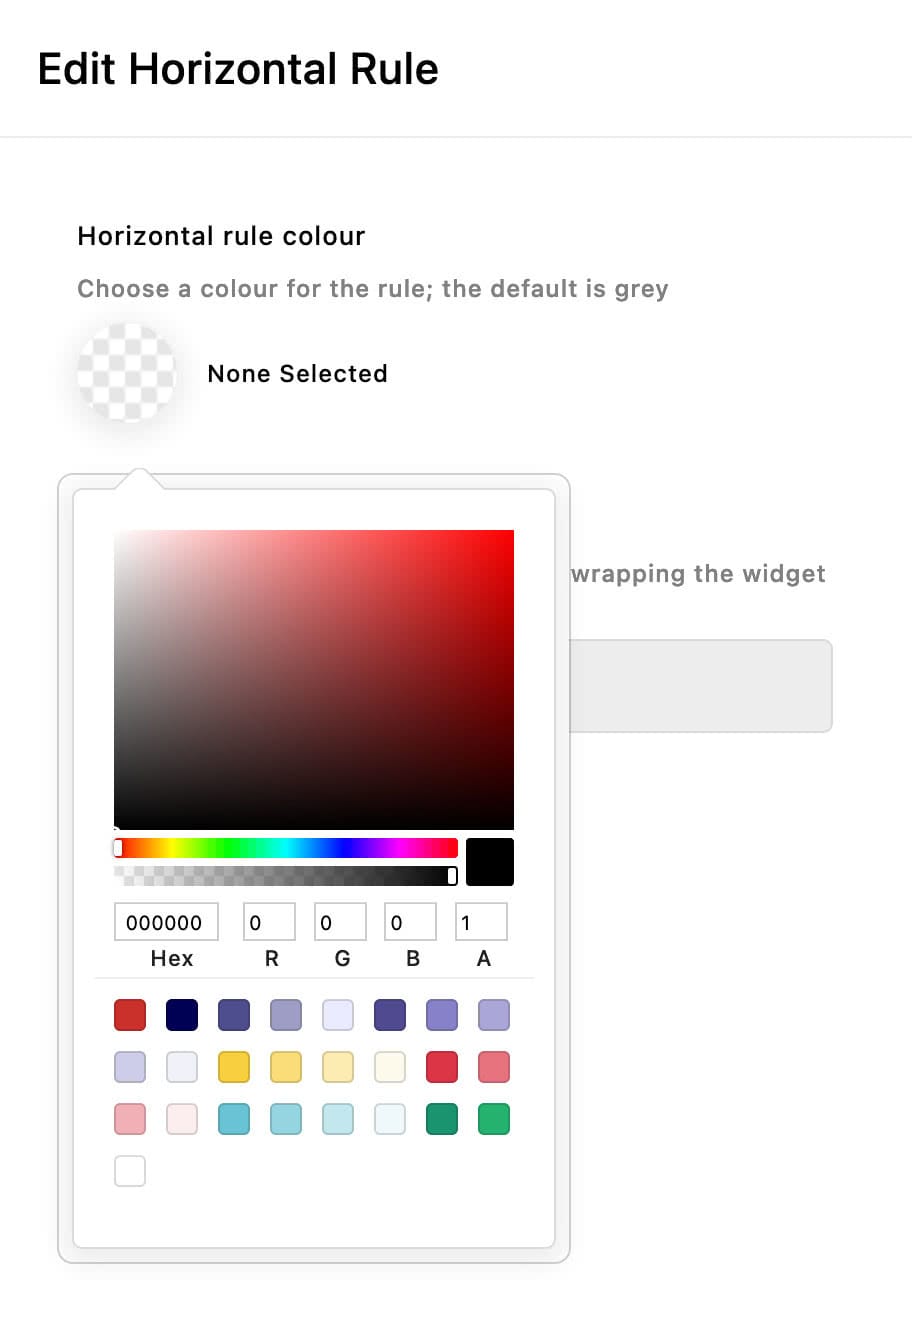 Edit Horizontal Rule
Horizontal rule colour
Choose a colour for the rule; the default is grey
None Selected
wrapping the widget
000000 0 0 0 1
Hex R G B A